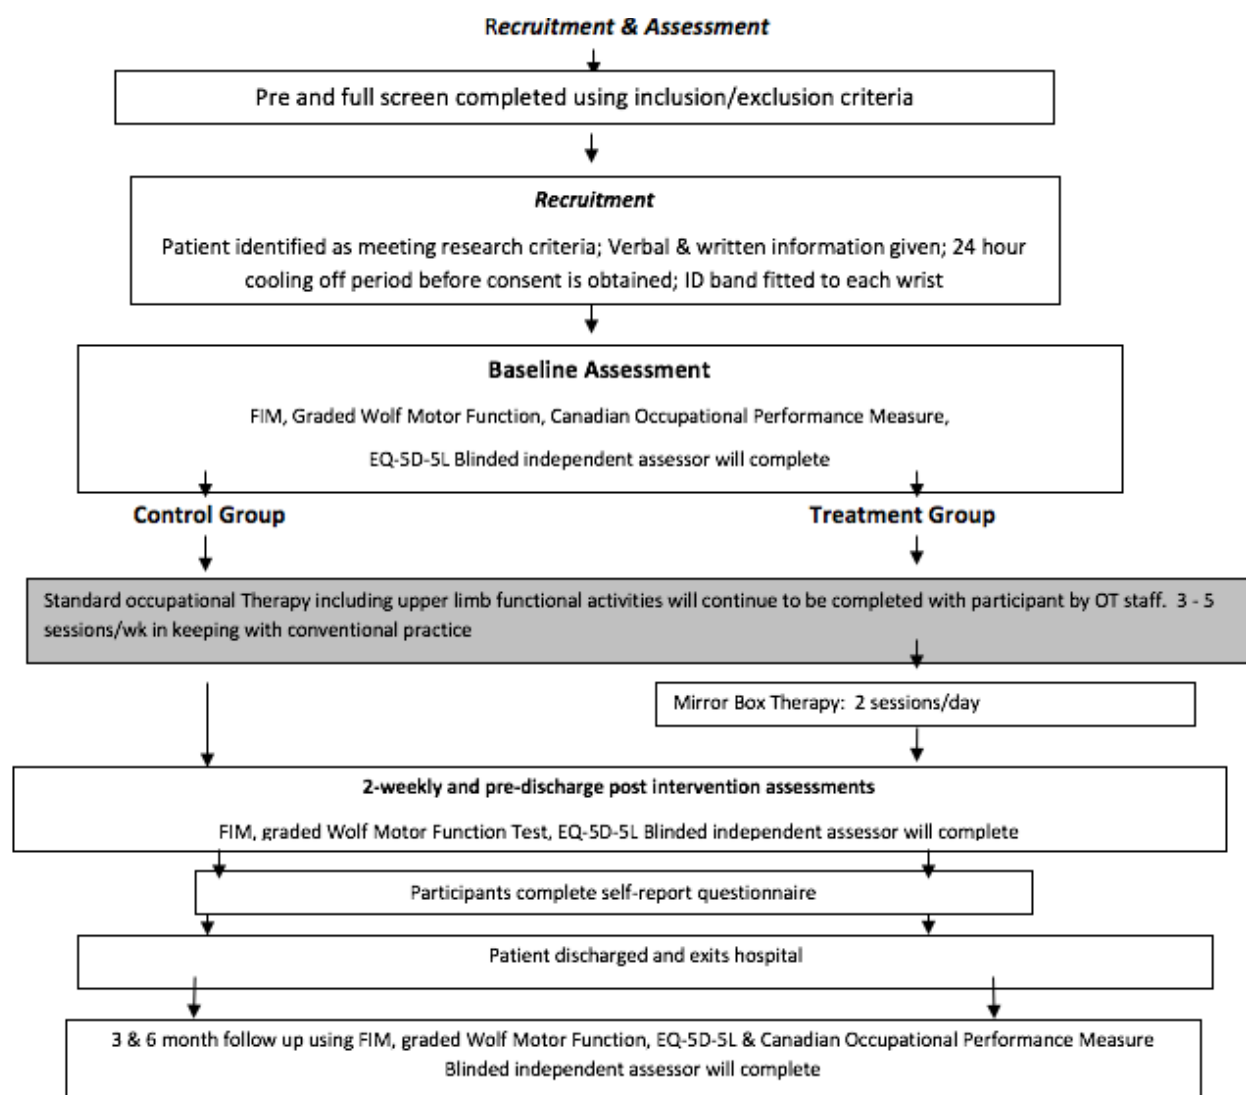 Recruitment & Assessment
Pre and full screen completed using inclusion/exclusion criteria
Recruitment
Patient identified as meeting research criteria; Verbal & written information given; 24 hour
cooling off period before consent is obtained; ID band fitted to each wrist
Baseline Assessment
FIM, Graded Wolf Motor Function, Canadian Occupational Performance Measure,
EQ-5D-5L Blinded independent assessor will complete
Control Group
Treatment Group
Standard occupational Therapy including upper limb functional activities will continue to be completed with participant by OT staff. 3 - 5
sessions/wk in keeping with conventional practice
Mirror Box Therapy: 2 sessions/day
2-weekly and pre-discharge post intervention assessments
FIM, graded Wolf Motor Function Test, EQ-5D-5L Blinded independent assessor will complete
Participants complete self-report questionnaire
Patient discharged and exits hospital
3 & 6 month follow up using FIM, graded Wolf Motor Function, EQ-5D-5L & Canadian Occupational Performance Measure
Blinded independent assessor will complete